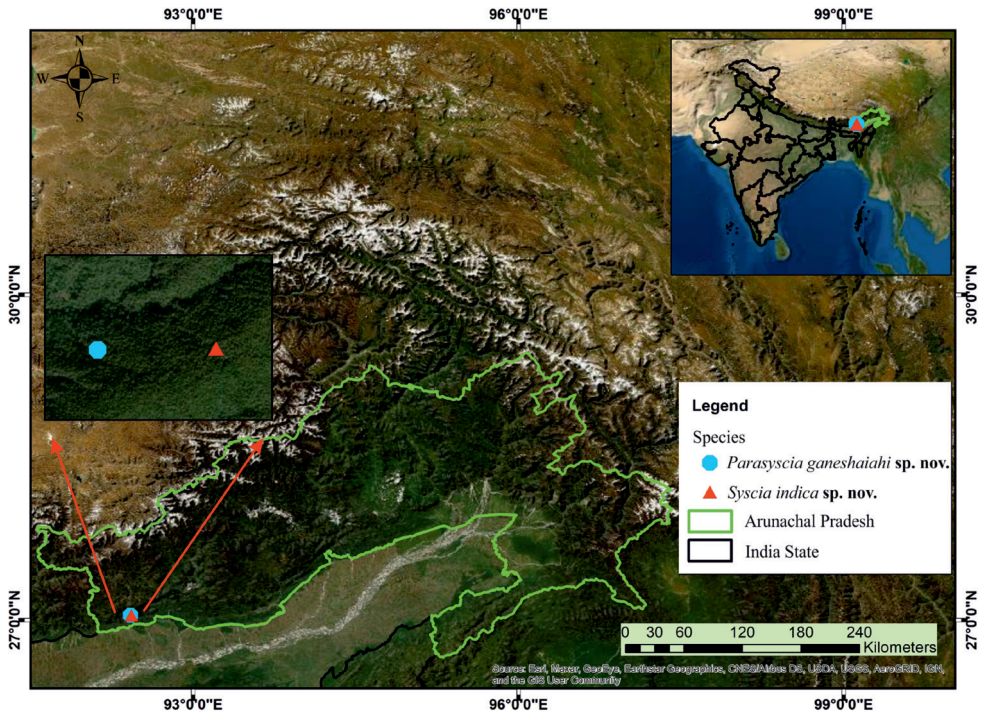 93°0'0"E 96°0'0"E 99°0'0"E
N
W E
S
30°0'0"N 30°0'0"N
Legend
Species
Parasyscia ganeshaiahi sp. nov.
Syscia indica sp. nov.
Arunachal Pradesh
India State
27°0'0"N 27°0'0"N
0 30 60 120 180 240
Kilometers
Source: Esri, Maxar, GeoEye, Earthstar Geographics, CNES/Airbus DS, USDA, USGS, AeroGRID, IGN,
and the GIS User Community
93°0'0"E 96°0'0"E 99°0'0"E